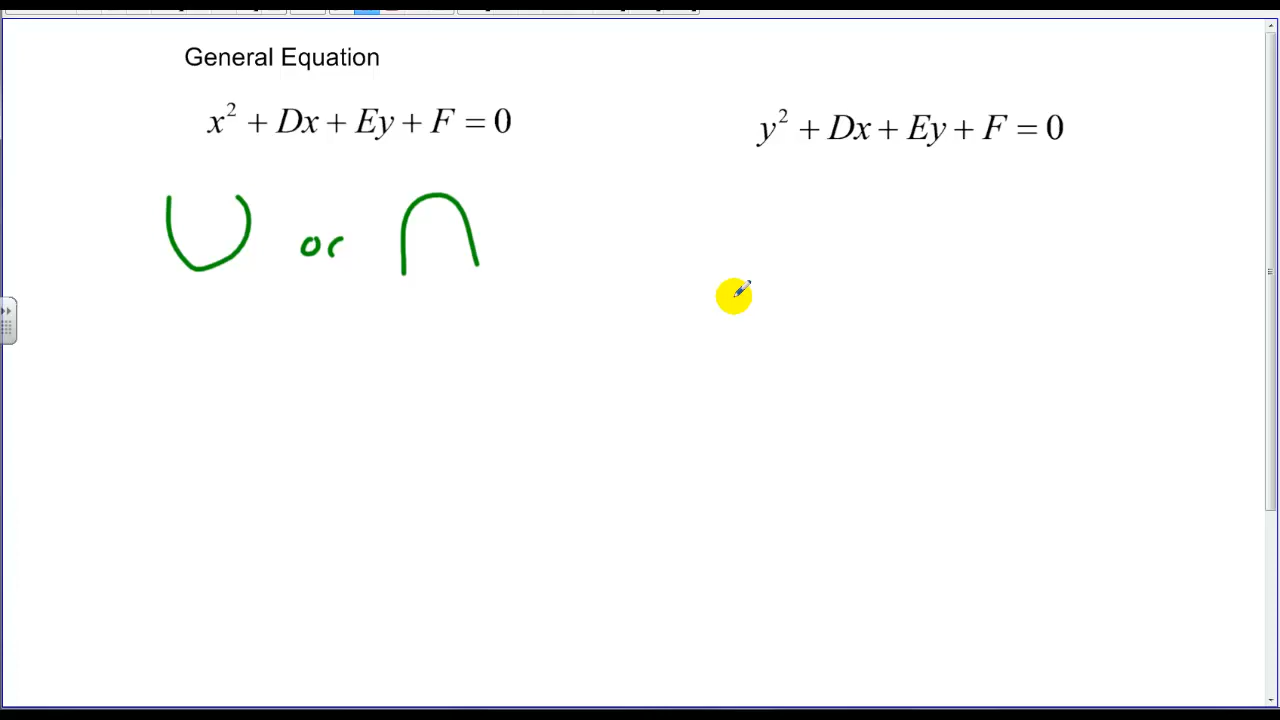 General Equation
x² + Dx + Ey + F = 0
y² + Dx + Ey + F = 0
or